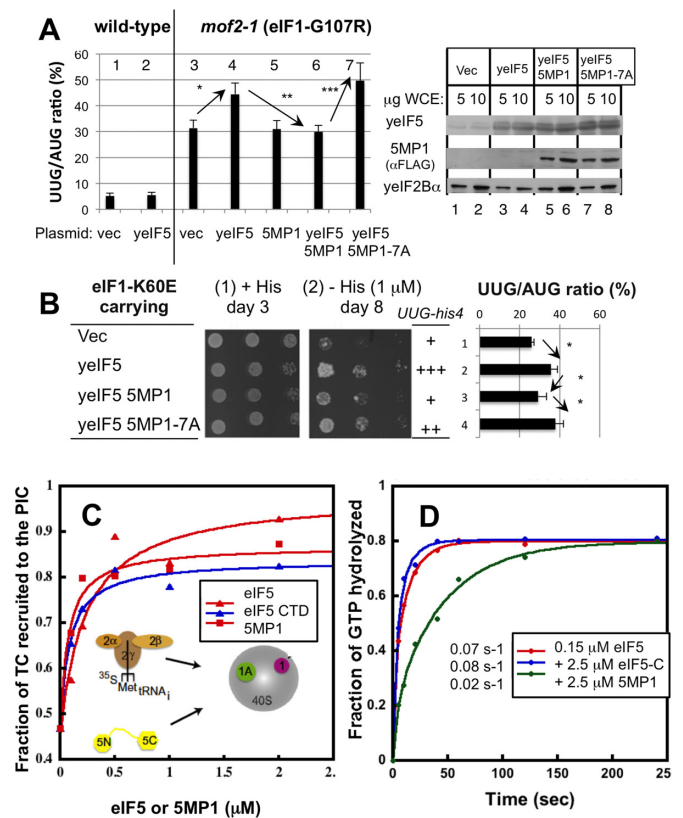 A
wild-type
mof2-1 (eIF1-G107R)
UUG/AUG ratio (%)
60
50
40
30
20
10
0
1 2 3 4 5 6 7
* ** ***
Plasmid: vec yeIF5 vec yeIF5 5MP1 yeIF5 yeIF5
5MP1 5MP1-7A
Vec yeIF5 yeIF5 5MP1 yeIF5 5MP1-7A
µg WCE: 5 10 5 10 5 10 5 10
yeIF5
5MP1
(αFLAG)
yeIF2Bα
1 2 3 4 5 6 7 8
B
eIF1-K60E carrying
(1) + His
day 3
(2) - His (1 µM)
day 8
UUG-his4
UUG/AUG ratio (%)
0 20 40 60
Vec + 1
*
yeIF5 +++ 2
*
yeIF5 5MP1 + 3
*
yeIF5 5MP1-7A ++ 4
C
Fraction of TC recruited to the PIC
1
0.9
0.8
0.7
0.6
0.5
0.4
0 0.5 1 1.5 2 2.
eIF5
eIF5 CTD
5MP1
2α 2β
2γ
35S Met tRNAi
1A 1
40S
5N 5C
eIF5 or 5MP1 (µM)
D
Fraction of GTP hydrolyzed
1.0
0.8
0.6
0.4
0.2
0
0 50 100 150 200 25
0.07 s-1 0.15 µM eIF5
0.08 s-1 + 2.5 µM eIF5-C
0.02 s-1 + 2.5 µM 5MP1
Time (sec)